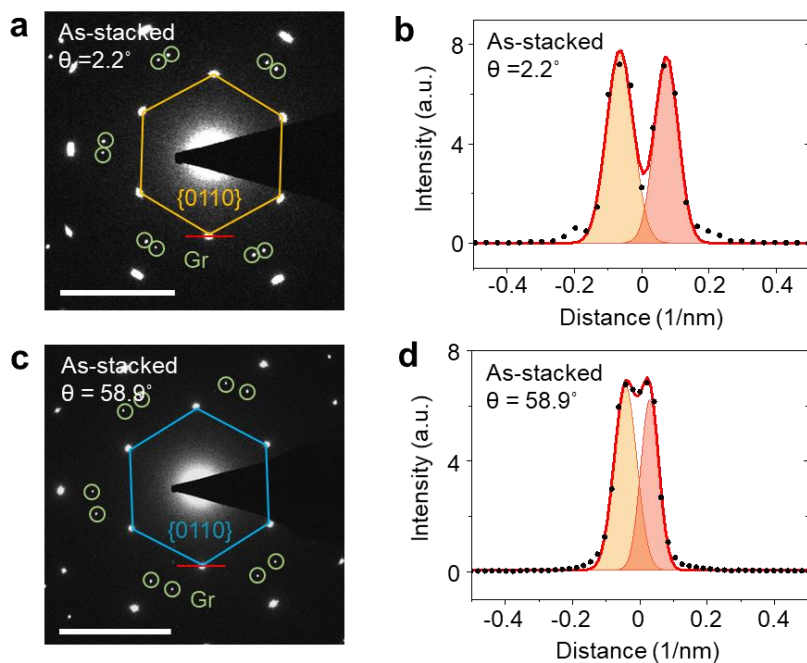 a
As-stacked
θ =2.2˚
{0110}
Gr
b
As-stacked
θ =2.2˚
8
4
0
Intensity (a.u.)
-0.4
-0.2
0
0.2
0.4
Distance (1/nm)
c
As-stacked
θ = 58.9˚
{0110}
Gr
d
As-stacked
θ = 58.9˚
8
4
0
Intensity (a.u.)
-0.4
-0.2
0
0.2
0.4
Distance (1/nm)